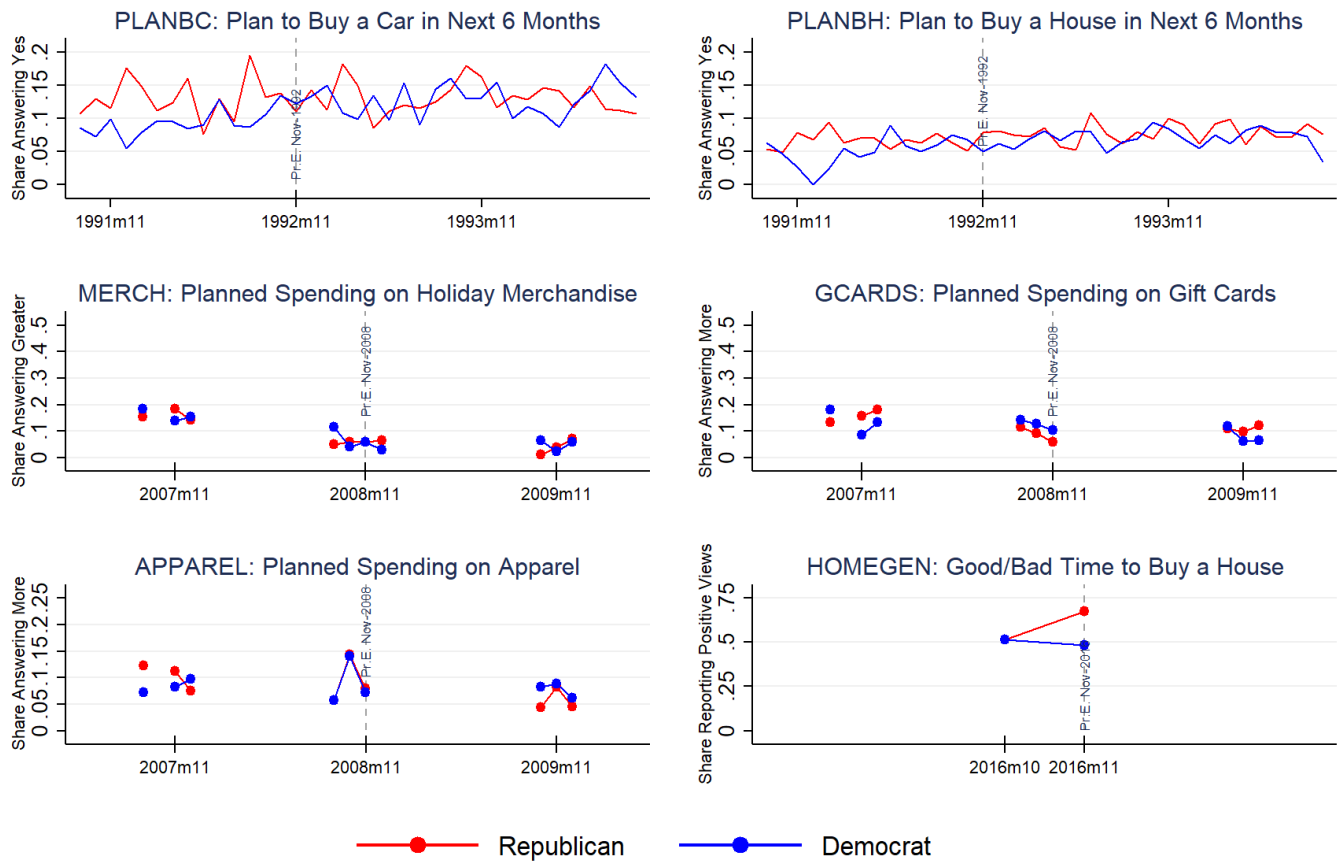 PLANBC: Plan to Buy a Car in Next 6 Months
Share Answering Yes
0 .05 .1 .15 .2
Pr.E. Nov-1992
1991m11 1992m11 1993m11
PLANBH: Plan to Buy a House in Next 6 Months
Share Answering Yes
0 .05 .1 .15 .2
Pr.E. Nov-1992
1991m11 1992m11 1993m11
MERCH: Planned Spending on Holiday Merchandise
Share Answering Greater
0 .1 .2 .3 .4 .5
Pr.E. Nov-2008
2007m11 2008m11 2009m11
GCARDS: Planned Spending on Gift Cards
Share Answering More
0 .1 .2 .3 .4 .5
Pr.E. Nov-2008
2007m11 2008m11 2009m11
APPAREL: Planned Spending on Apparel
Share Answering More
0 .05 .1 .15 .2 .25
Pr.E. Nov-2008
2007m11 2008m11 2009m11
HOMEGEN: Good/Bad Time to Buy a House
Share Reporting Positive Views
0 .25 .5 .75
Pr.E.
2016m10 2016m11
Republican Democrat